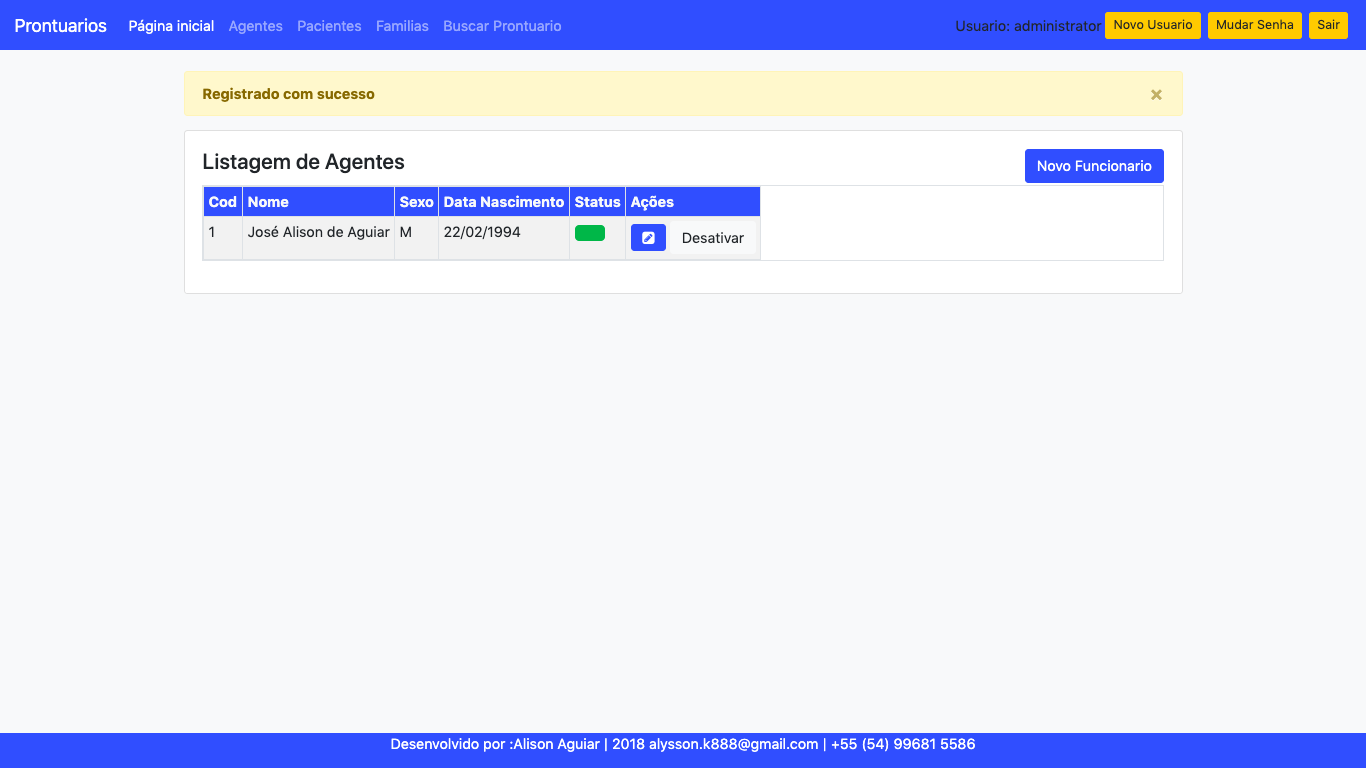 Prontuarios Página inicial Agentes Pacientes Familias Buscar Prontuario Usuario: administrator Novo Usuario Mudar Senha Sair
Registrado com sucesso ×
Listagem de Agentes Novo Funcionario
Cod Nome Sexo Data Nascimento Status Ações
1 José Alison de Aguiar M 22/02/1994 Desativar
Desenvolvido por :Alison Aguiar | 2018 alysson.k888@gmail.com | +55 (54) 99681 5586